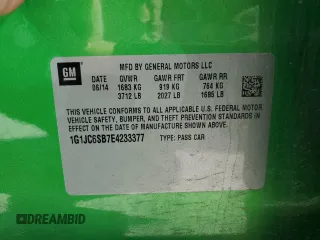 GM
MFD BY GENERAL MOTORS LLC
06/14 GVWR GAWR FRT GAWR RR
1683 KG 919 KG 764 KG
3712 LB 2027 LB 1685 LB
THIS VEHICLE CONFORMS TO ALL APPLICABLE U.S. FEDERAL MOTOR
VEHICLE SAFETY, BUMPER, AND THEFT PREVENTION STANDARDS
IN EFFECT ON THE DATE OF MANUFACTURE SHOWN ABOVE.
1G1JC6SB7E4233377 TYPE: PASS CAR
DREAMBID